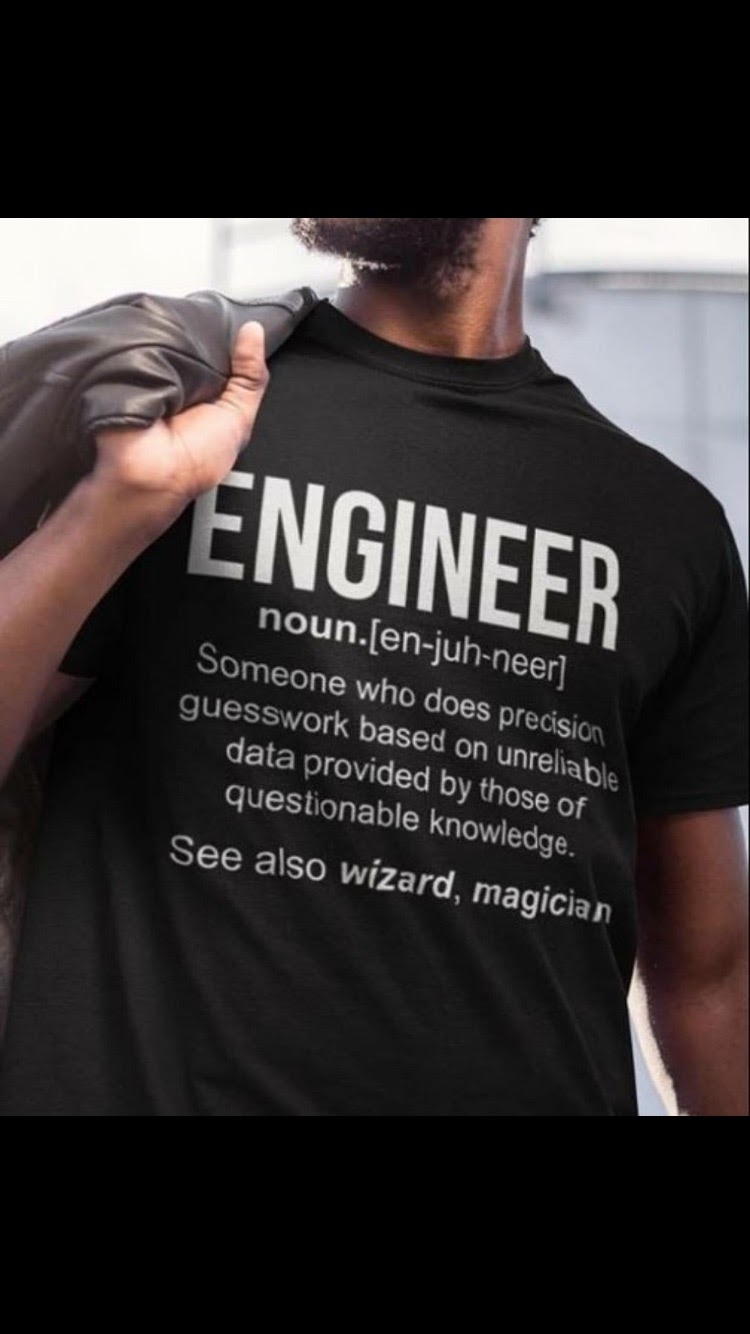 ENGINEER
noun.[en-juh-neer]
Someone who does precision
guesswork based on unreliable
data provided by those of
questionable knowledge.
See also wizard, magician